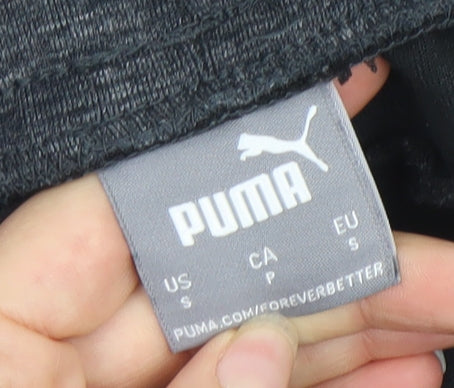 PUMA
US CA EU
S P S
PUMA.COM/FOREVERBETTER